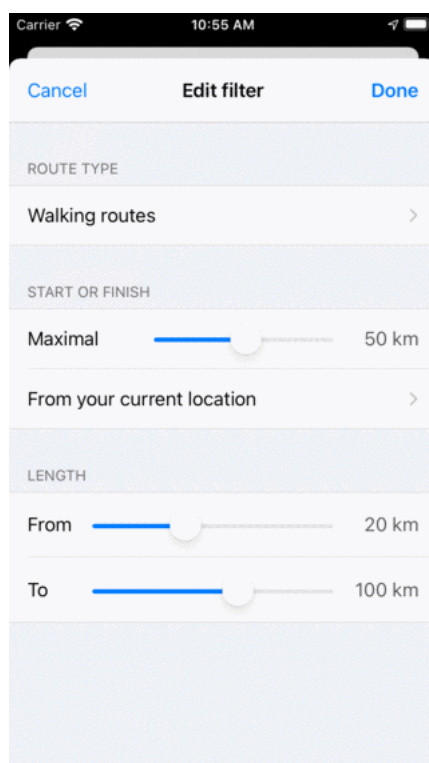 Carrier 10:55 AM
Cancel Edit filter Done
ROUTE TYPE
Walking routes
START OR FINISH
Maximal 50 km
From your current location
LENGTH
From 20 km
To 100 km